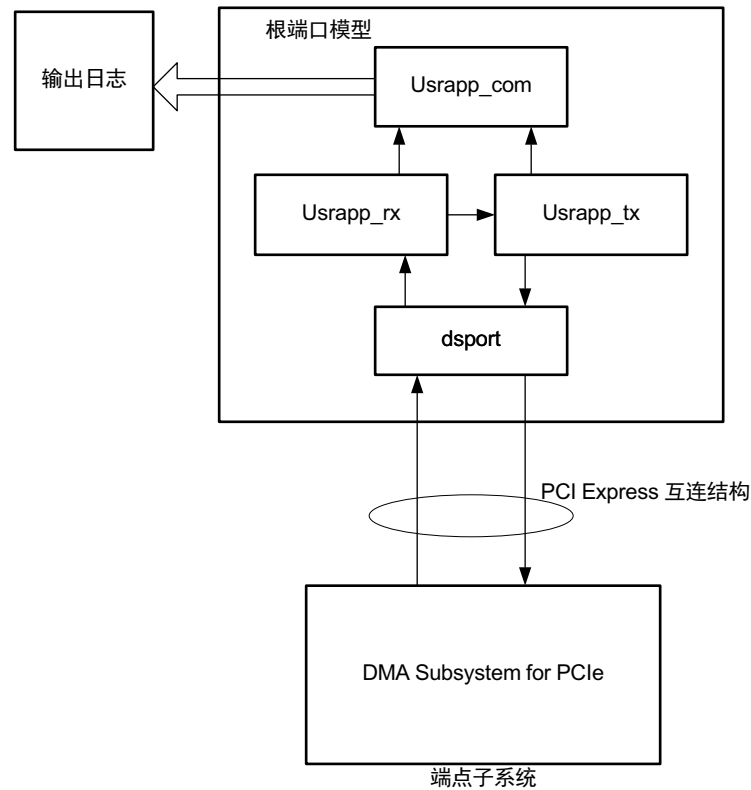 根端口模型
输出日志
Usrapp_com
Usrapp_rx
Usrapp_tx
dsport
PCI Express 互连结构
DMA Subsystem for PCIe
端点子系统